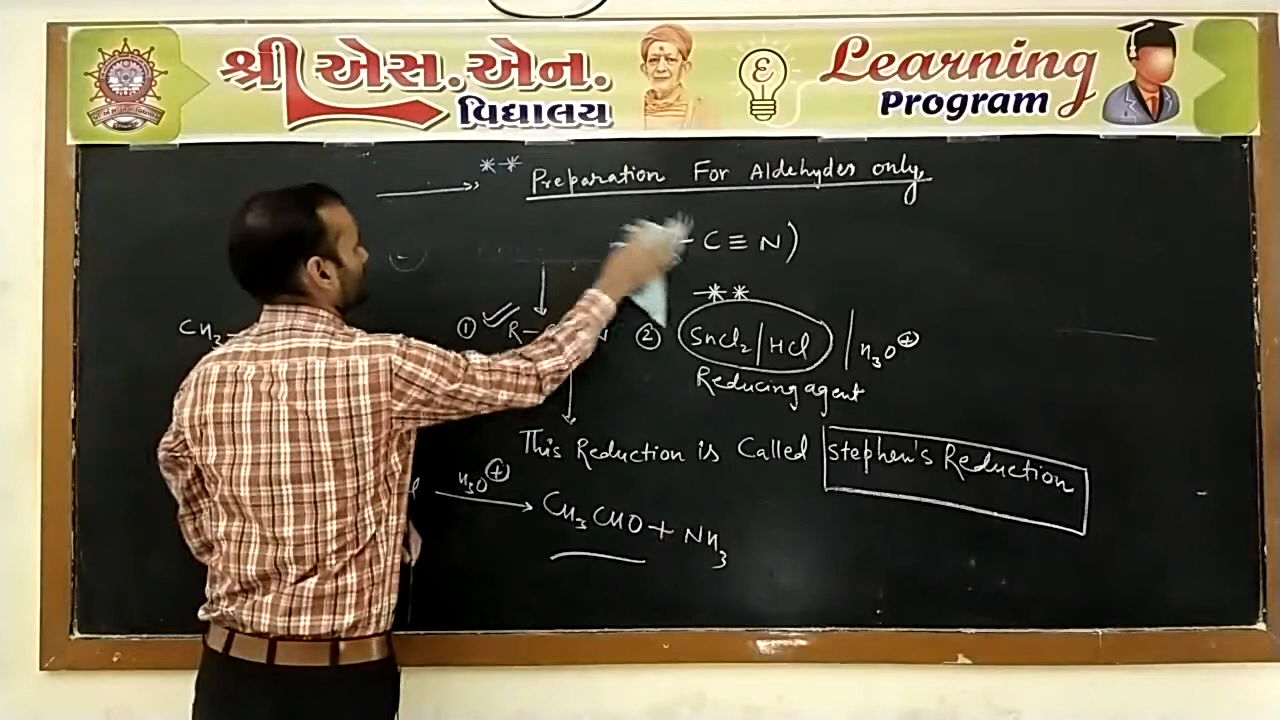 શ્રી એસ.એન. વિદ્યાલય
Learning Program
** Preparation For Aldehydes only,
- C ≡ N)
**
CH3-
① R-
② SnCl2/HCl / H3O⊕
Reducing agent
This Reduction is Called Stephen's Reduction
H3O⊕ CH3CHO + NH3